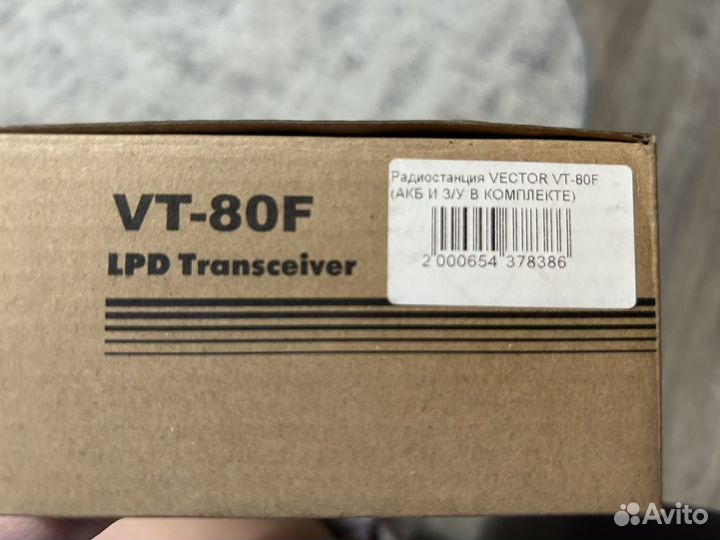 VT-80F
LPD Transceiver
Радиостанция VECTOR VT-80F
(АКБ И З/У В КОМПЛЕКТЕ)
2 000654 378386
Avito